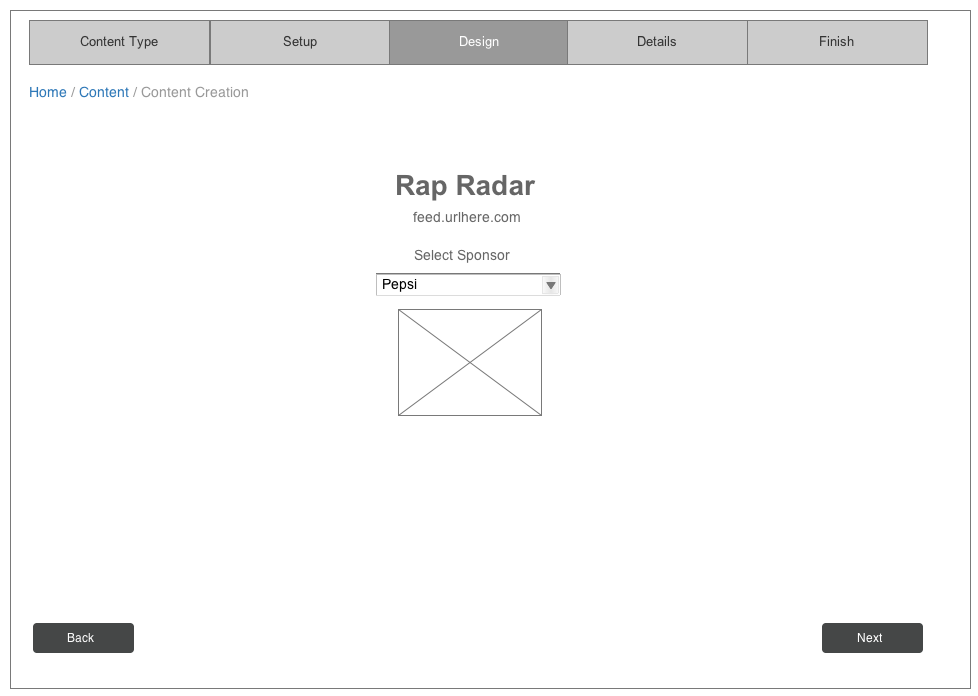 Content Type Setup Design Details Finish
Home / Content / Content Creation
Rap Radar
feed.urlhere.com
Select Sponsor
Pepsi
Back Next